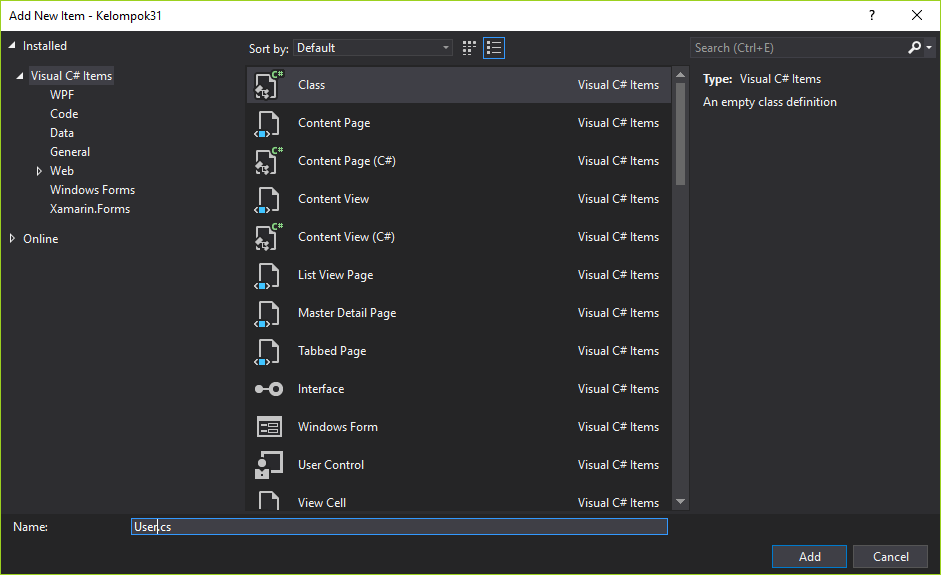 Add New Item - Kelompok31
?
Installed
Visual C# Items
WPF
Code
Data
General
Web
Windows Forms
Xamarin.Forms
Online
Sort by: Default
C# Class Visual C# Items
Content Page Visual C# Items
C# Content Page (C#) Visual C# Items
Content View Visual C# Items
C# Content View (C#) Visual C# Items
List View Page Visual C# Items
Master Detail Page Visual C# Items
Tabbed Page Visual C# Items
Interface Visual C# Items
Windows Form Visual C# Items
User Control Visual C# Items
View Cell Visual C# Items
Search (Ctrl+E)
Type: Visual C# Items
An empty class definition
Name: User.cs
Add Cancel